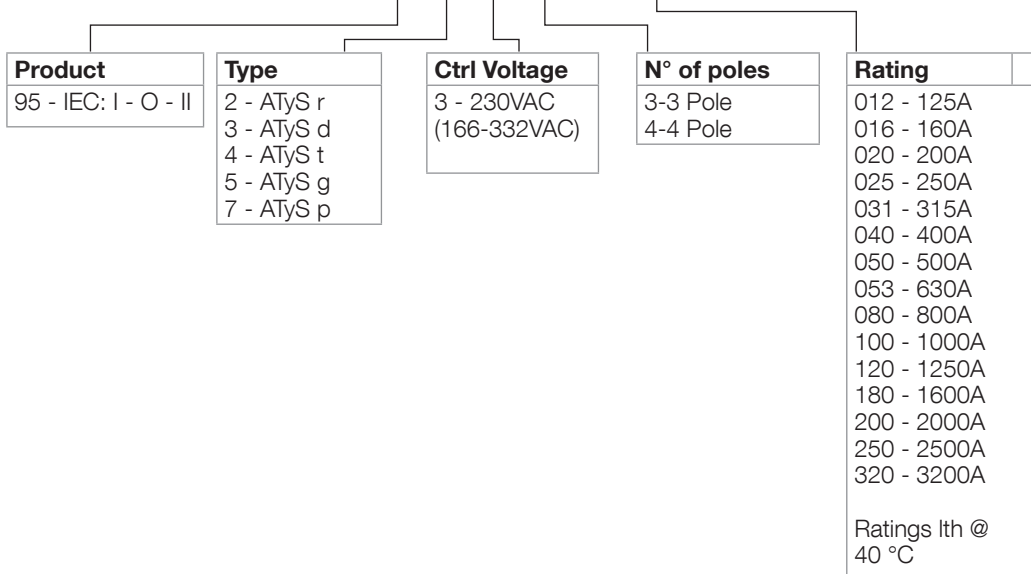 Product
95 - IEC: I - O - II
Type
2 - ATyS r
3 - ATyS d
4 - ATyS t
5 - ATyS g
7 - ATyS p
Ctrl Voltage
3 - 230VAC
(166-332VAC)
N° of poles
3-3 Pole
4-4 Pole
Rating
012 - 125A
016 - 160A
020 - 200A
025 - 250A
031 - 315A
040 - 400A
050 - 500A
053 - 630A
080 - 800A
100 - 1000A
120 - 1250A
180 - 1600A
200 - 2000A
250 - 2500A
320 - 3200A
Ratings Ith @
40 °C